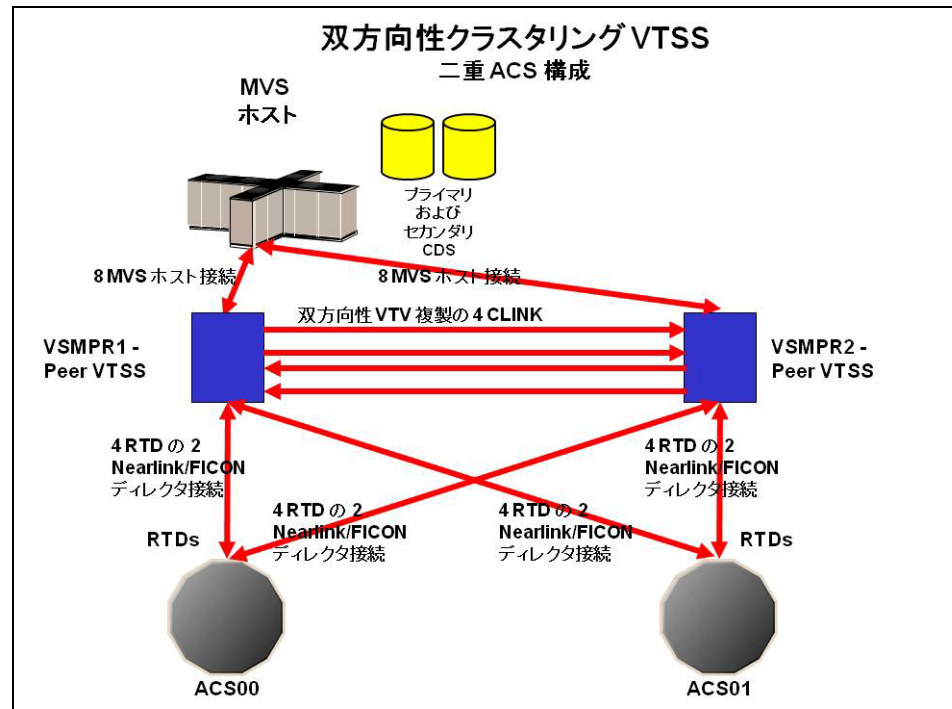 双方向性クラスタリング VTSS
二重 ACS 構成
MVS
ホスト
プライマリ
および
セカンダリ
CDS
8 MVS ホスト接続
8 MVS ホスト接続
双方向性 VTV 複製の 4 CLINK
VSMPR1 -
Peer VTSS
VSMPR2 -
Peer VTSS
4 RTD の 2
Nearlink/FICON
ディレクタ接続
4 RTD の 2
Nearlink/FICON
ディレクタ接続
4 RTD の 2
Nearlink/FICON
ディレクタ接続
4 RTD の 2
Nearlink/FICON
ディレクタ接続
RTDs
RTDs
ACS00
ACS01